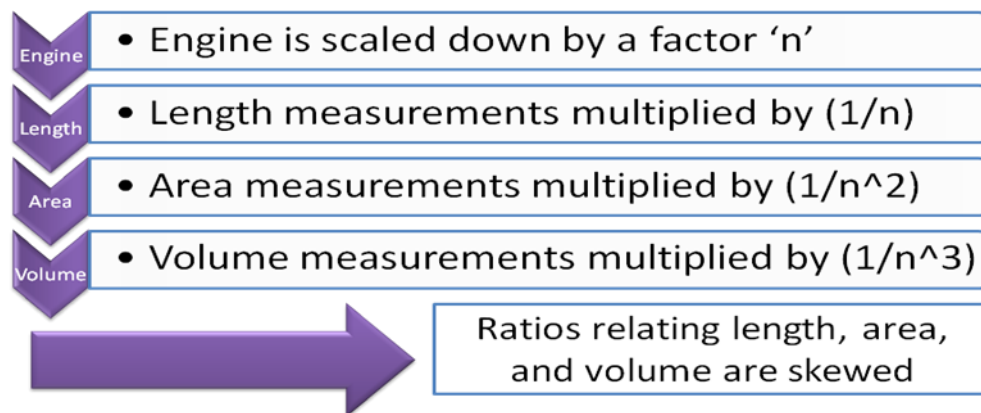 Engine
• Engine is scaled down by a factor ‘n’
Length
• Length measurements multiplied by (1/n)
Area
• Area measurements multiplied by (1/n^2)
Volume
• Volume measurements multiplied by (1/n^3)
Ratios relating length, area,
and volume are skewed